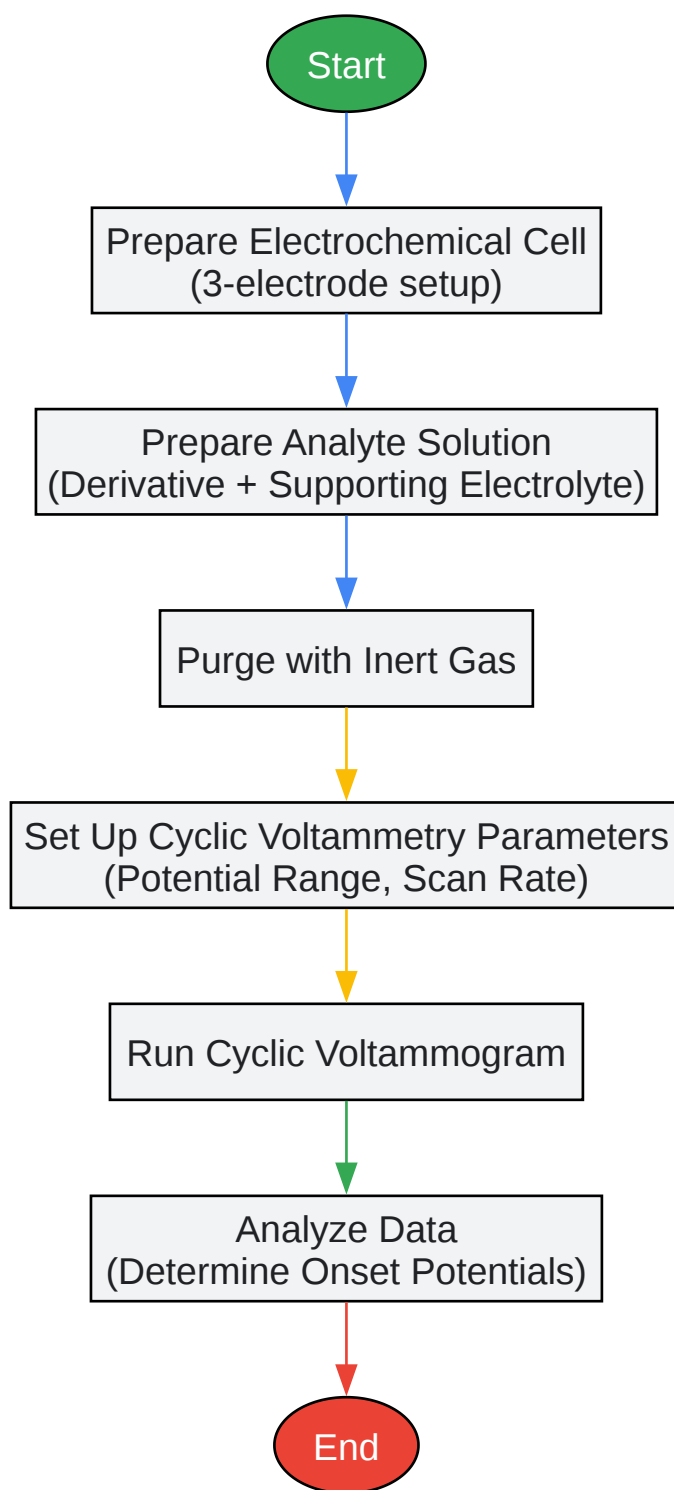 Start
Prepare Electrochemical Cell
(3-electrode setup)
Prepare Analyte Solution
(Derivative + Supporting Electrolyte)
Purge with Inert Gas
Set Up Cyclic Voltammetry Parameters
(Potential Range, Scan Rate)
Run Cyclic Voltammogram
Analyze Data
(Determine Onset Potentials)
End